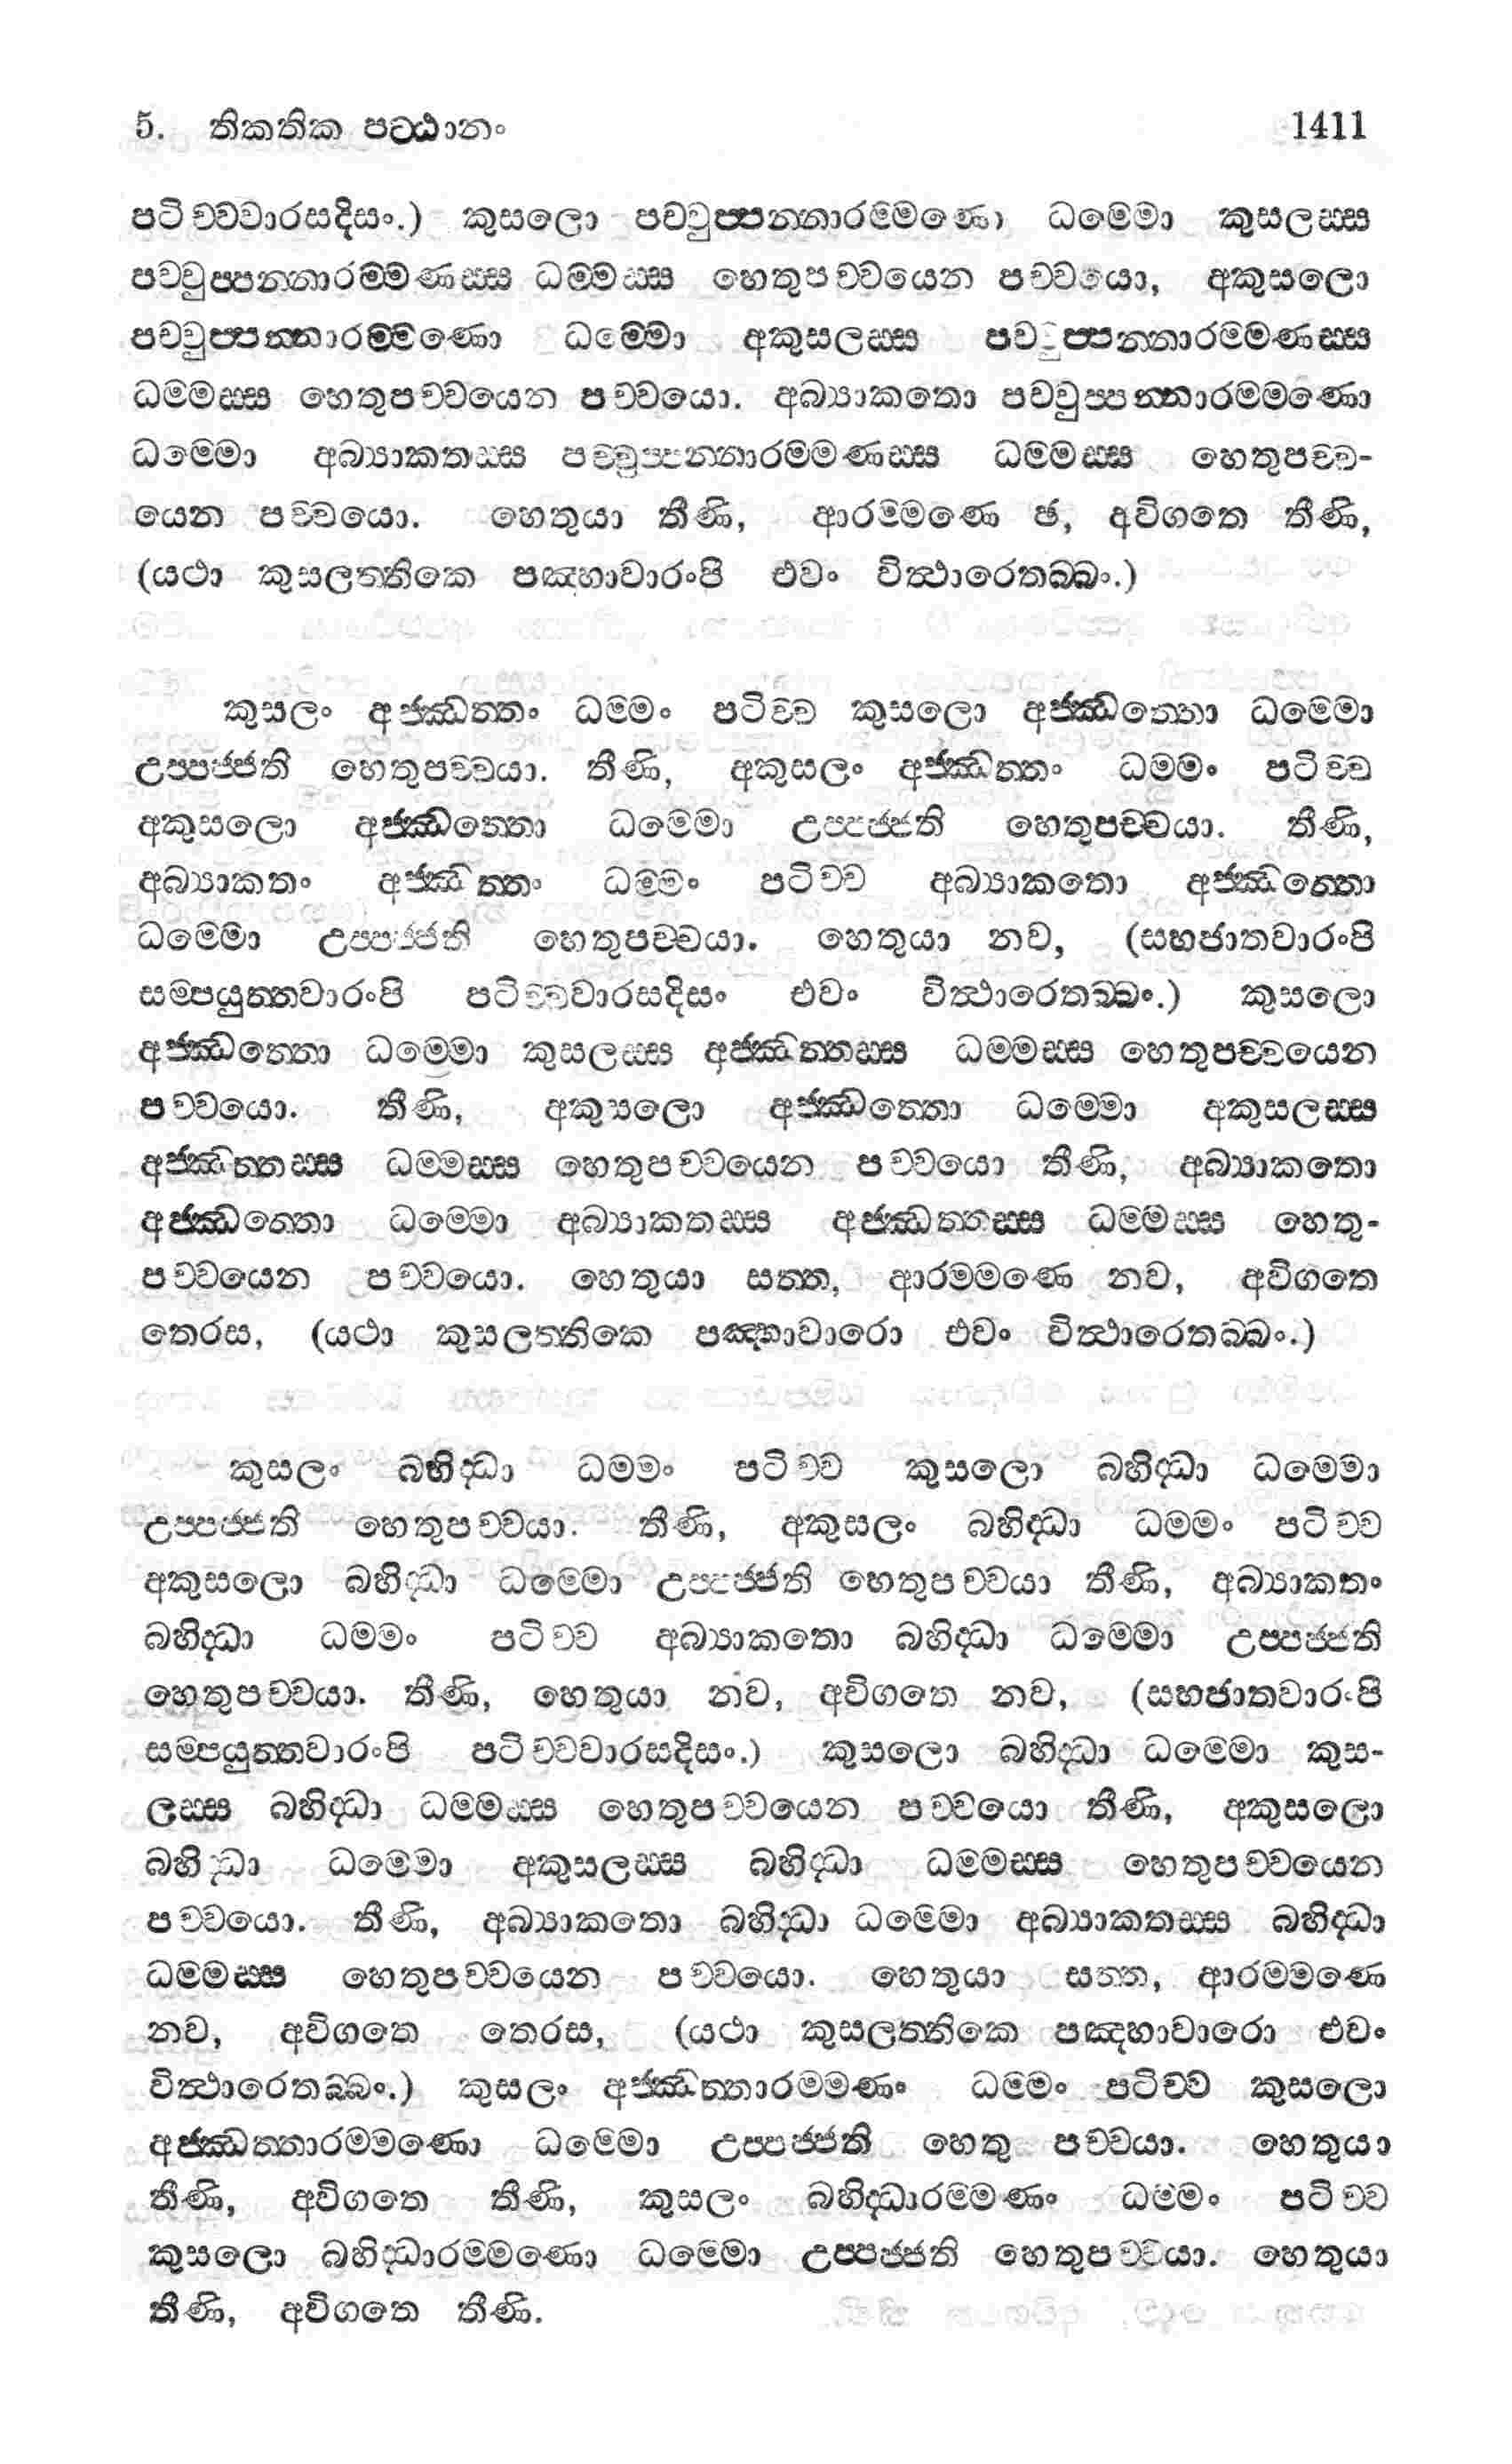 5. තිකතික පට්ඨානං 1411
පටිච්චවාරසදිසං.) කුසලො පච්චුප්පන්නාරම්මණො ධම්මො කුසලස්ස
පච්චුප්පන්නාරම්මණස්ස ධම්මස්ස හෙතුපච්චයෙන පච්චයො, අකුසලො
පච්චුප්පන්නාරම්මණො ධම්මො අකුසලස්ස පච්චුප්පන්නාරම්මණස්ස
ධම්මස්ස හෙතුපච්චයෙන පච්චයො. අබ්‍යාකතො පච්චුප්පන්නාරම්මණො
ධම්මො අබ්‍යාකතස්ස පච්චුප්පන්නාරම්මණස්ස ධම්මස්ස හෙතුපච්ච-
යෙන පච්චයො. හෙතුයා තීණි, ආරම්මණෙ ඡ, අවිගතෙ තීණි,
(යථා කුසලත්තිකෙ පඤ්හාවාරංපි එවං විත්ථාරෙතබ්බං.)
කුසලං අජ්ඣත්තං ධම්මං පටිච්ච කුසලො අජ්ඣත්තො ධම්මො
උප්පජ්ජති හෙතුපච්චයා. තීණි, අකුසලං අජ්ඣත්තං ධම්මං පටිච්ච
අකුසලො අජ්ඣත්තො ධම්මො උප්පජ්ජති හෙතුපච්චයා. තීණි,
අබ්‍යාකතං අජ්ඣත්තං ධම්මං පටිච්ච අබ්‍යාකතො අජ්ඣත්තො
ධම්මො උප්පජ්ජති හෙතුපච්චයා. හෙතුයා නව, (සහජාතවාරංපි
සම්පයුත්තවාරංපි පටිච්චවාරසදිසං එවං විත්ථාරෙතබ්බං.) කුසලො
අජ්ඣත්තො ධම්මො කුසලස්ස අජ්ඣත්තස්ස ධම්මස්ස හෙතුපච්චයෙන
පච්චයො. තීණි, අකුසලො අජ්ඣත්තො ධම්මො අකුසලස්ස
අජ්ඣත්තස්ස ධම්මස්ස හෙතුපච්චයෙන පච්චයො තීණි, අබ්‍යාකතො
අජ්ඣත්තො ධම්මො අබ්‍යාකතස්ස අජ්ඣත්තස්ස ධම්මස්ස හෙතු-
පච්චයෙන පච්චයො. හෙතුයා සත්ත, ආරම්මණෙ නව, අවිගතෙ
තෙරස, (යථා කුසලත්තිකෙ පඤ්හාවාරො එවං විත්ථාරෙතබ්බං.)
කුසලං බහිද්ධා ධම්මං පටිච්ච කුසලො බහිද්ධා ධම්මො
උප්පජ්ජති හෙතුපච්චයා. තීණි, අකුසලං බහිද්ධා ධම්මං පටිච්ච
අකුසලො බහිද්ධා ධම්මො උප්පජ්ජති හෙතුපච්චයා තීණි, අබ්‍යාකතං
බහිද්ධා ධම්මං පටිච්ච අබ්‍යාකතො බහිද්ධා ධම්මො උප්පජ්ජති
හෙතුපච්චයා. තීණි, හෙතුයා නව, අවිගතෙ නව, (සහජාතවාරංපි
සම්පයුත්තවාරංපි පටිච්චවාරසදිසං.) කුසලො බහිද්ධා ධම්මො කුස-
ලස්ස බහිද්ධා ධම්මස්ස හෙතුපච්චයෙන පච්චයො තීණි, අකුසලො
බහිද්ධා ධම්මො අකුසලස්ස බහිද්ධා ධම්මස්ස හෙතුපච්චයෙන
පච්චයො. තීණි, අබ්‍යාකතො බහිද්ධා ධම්මො අබ්‍යාකතස්ස බහිද්ධා
ධම්මස්ස හෙතුපච්චයෙන පච්චයො. හෙතුයා සත්ත, ආරම්මණෙ
නව, අවිගතෙ තෙරස, (යථා කුසලත්තිකෙ පඤ්හාවාරො එවං
විත්ථාරෙතබ්බං.) කුසලං අජ්ඣත්තාරම්මණං ධම්මං පටිච්ච කුසලො
අජ්ඣත්තාරම්මණො ධම්මො උප්පජ්ජති හෙතු පච්චයා. හෙතුයා
තීණි, අවිගතෙ තීණි, කුසලං බහිද්ධාරම්මණං ධම්මං පටිච්ච
කුසලො බහිද්ධාරම්මණො ධම්මො උප්පජ්ජති හෙතුපච්චයා. හෙතුයා
තීණි, අවිගතෙ තීණි.